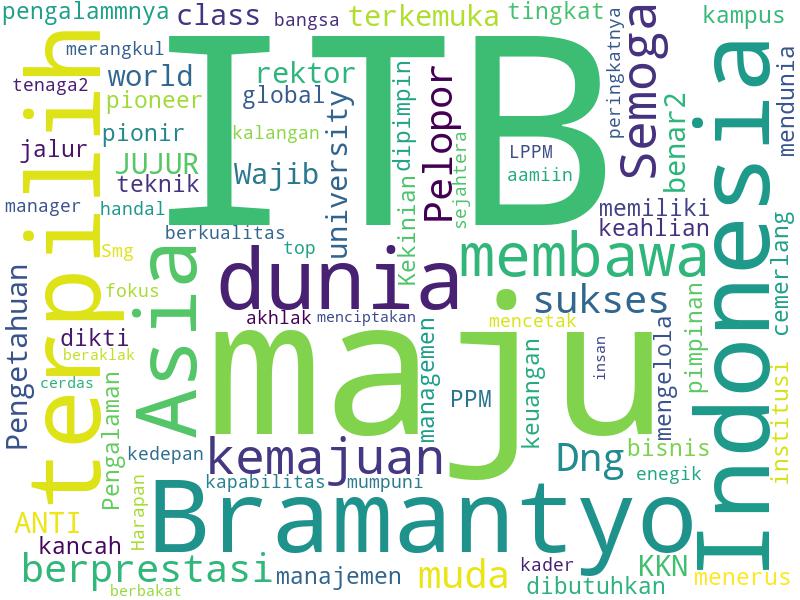 pengalammnya
class
bangsa
terkemuka
tingkat
kampus
merangkul
tenaga2
world
pioneer
pionir
jalur
JUJUR
teknik
manager
handal
berkualitas
ITB
rektor
global
kalangan
Wajib
university
dipimpin
Kekinian
Pelopor
sejahtera
LPPM
aamiin
peringkatnya
Semoga
benar2
mendunia
memiliki
keahlian
terpilih
Smg
fokus
top
Asia
dunia
membawa
Indonesia
cemerlang
akhlak
menciptakan
sukses
mencetak
Pengetahuan
dikti
beraklak
cerdas
maju
managemen
insan
mengelola
pimpinan
PPM
keuangan
institusi
Pengalaman
kedepan
kemajuan
Dng
bisnis
enegik
kapabilitas
mumpuni
Harapan
Bramantyo
ANTI
kancah
berprestasi
manajemen
muda
kader
KKN
dibutuhkan
menerus
berbakat